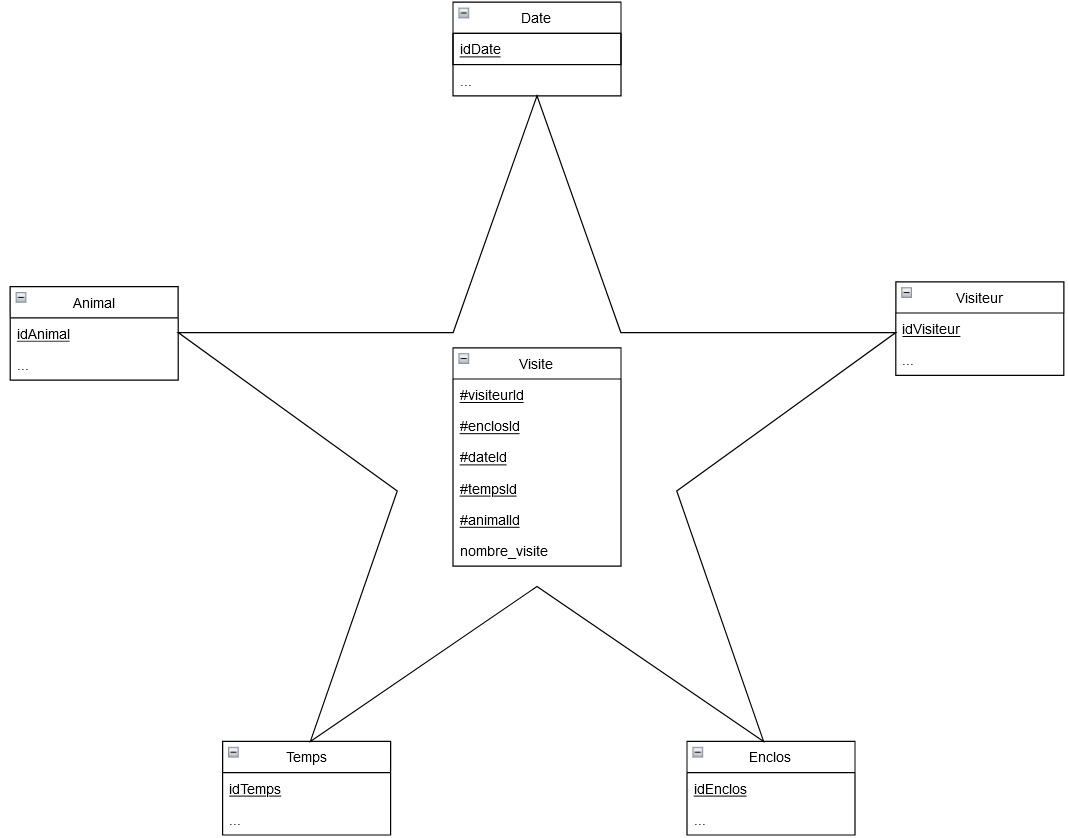 Date
idDate
...
Animal
idAnimal
...
Visiteur
idVisiteur
...
Visite
#visiteurId
#enclosId
#dateId
#tempsId
#animalId
nombre_visite
Temps
idTemps
...
Enclos
idEnclos
...